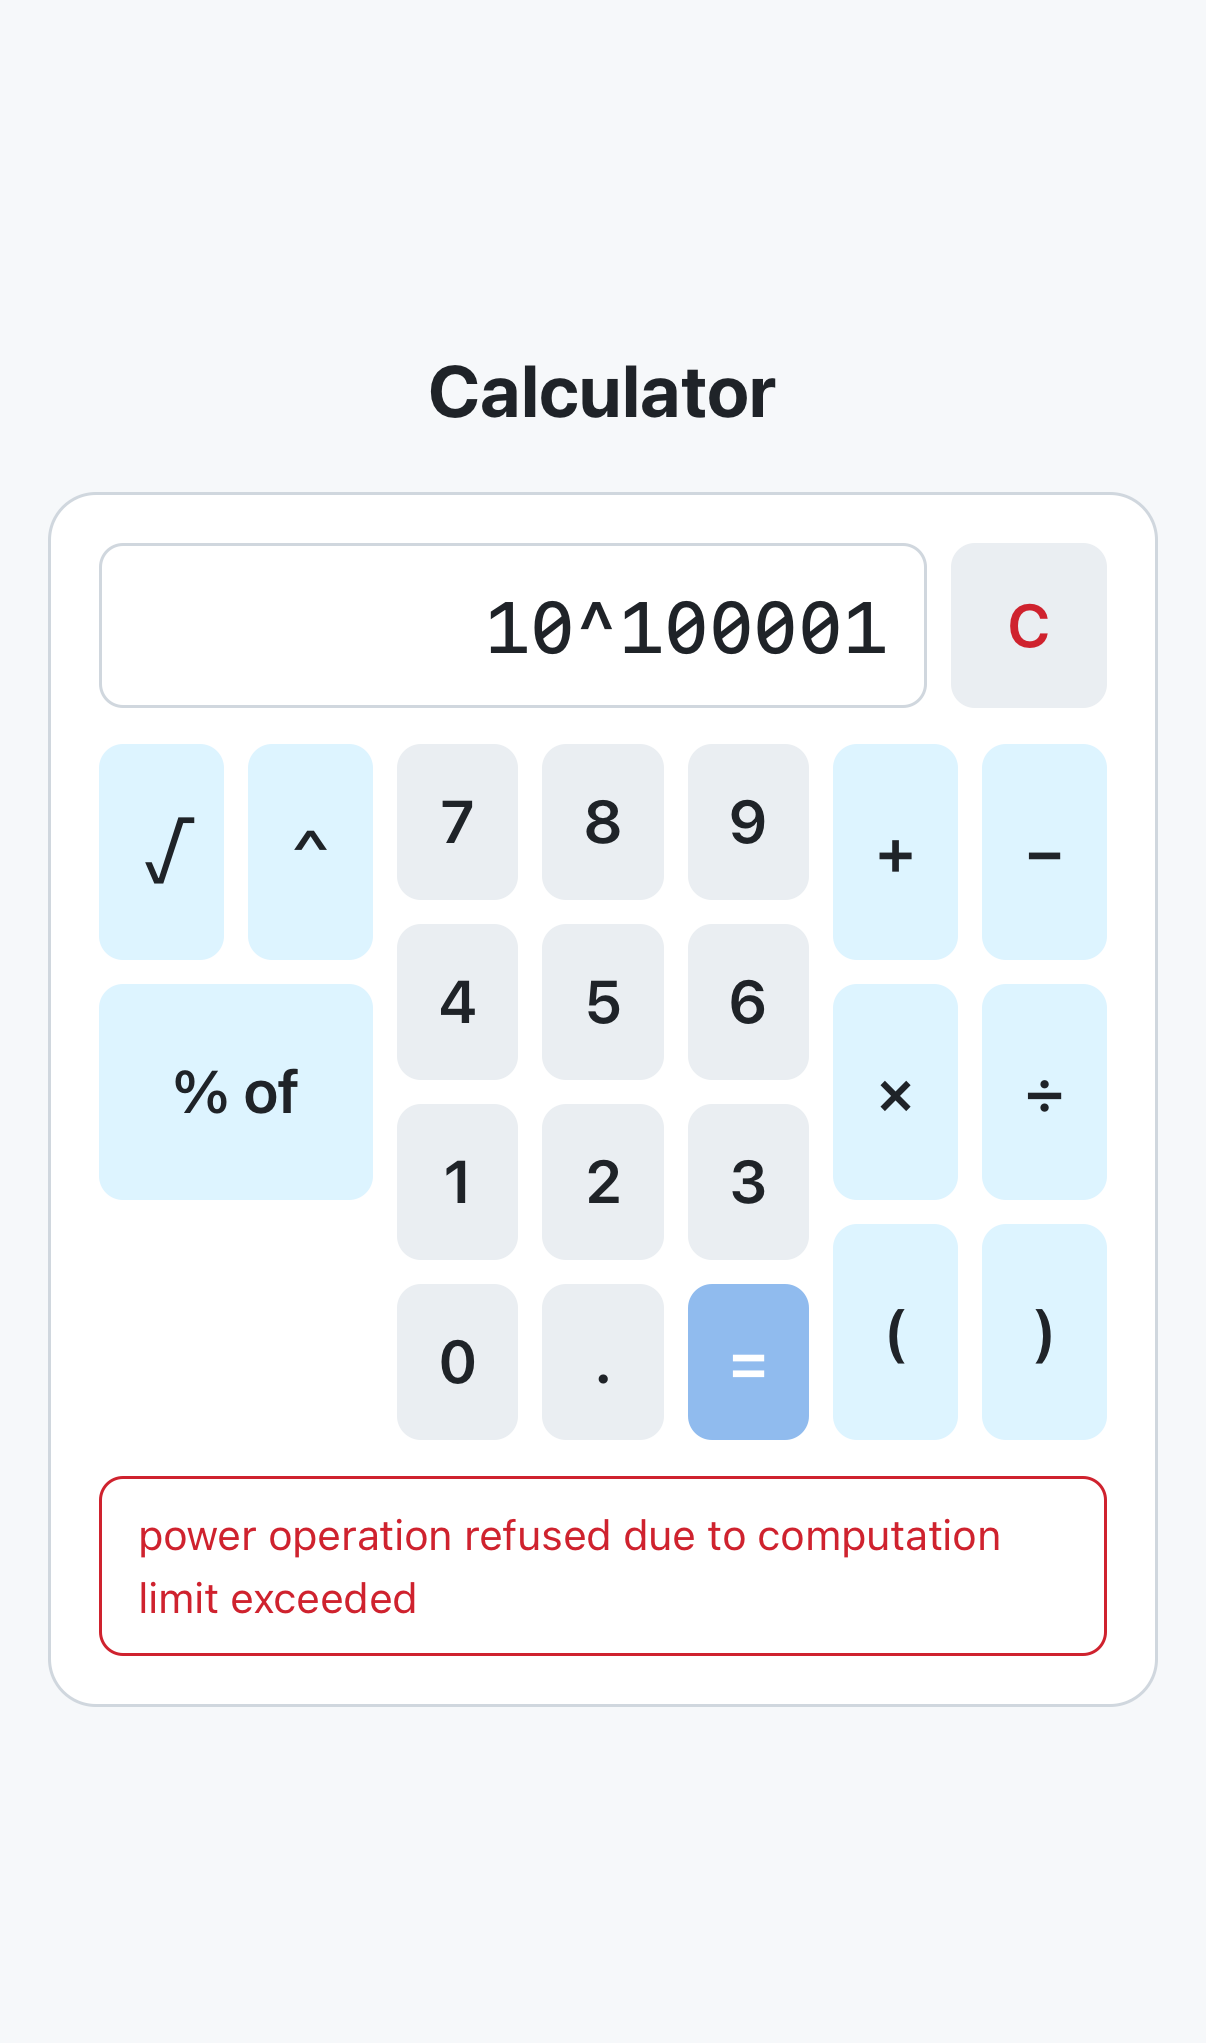 Calculator
10^100001 C
√ ^ 7 8 9 + −
4 5 6
% of × ÷
1 2 3
( )
0 . =
power operation refused due to computation
limit exceeded